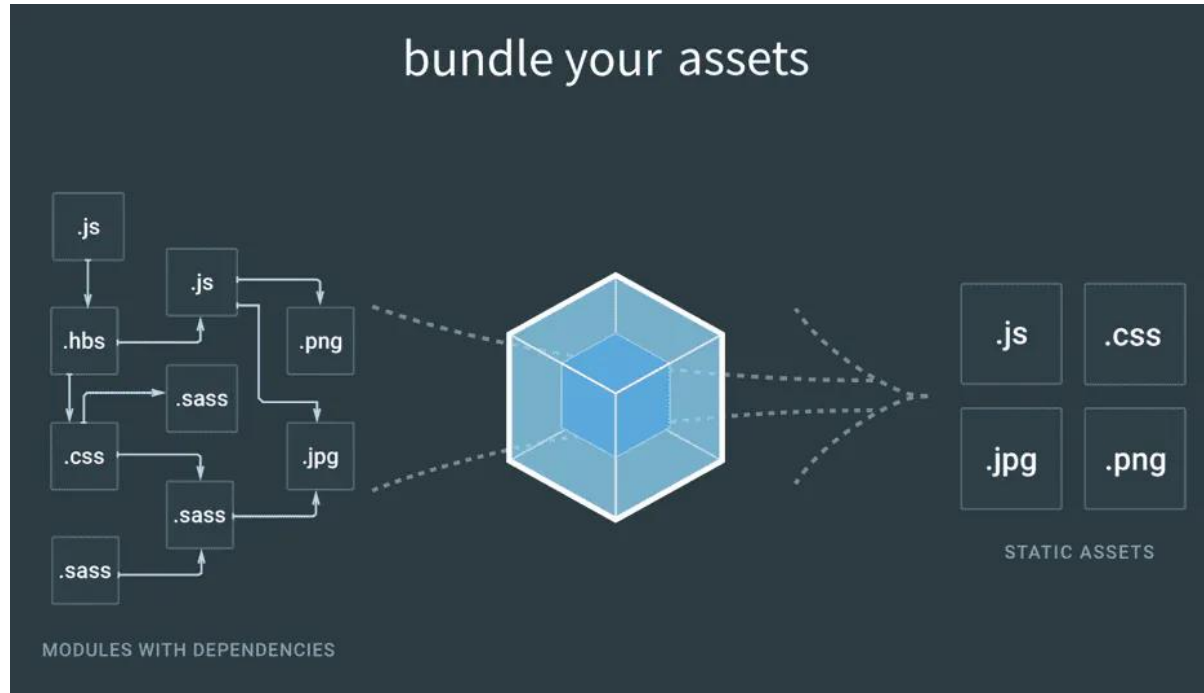 bundle your assets
.js
.js
.hbs
.png
.sass
.css
.jpg
.sass
.sass
MODULES WITH DEPENDENCIES
.js
.css
.jpg
.png
STATIC ASSETS